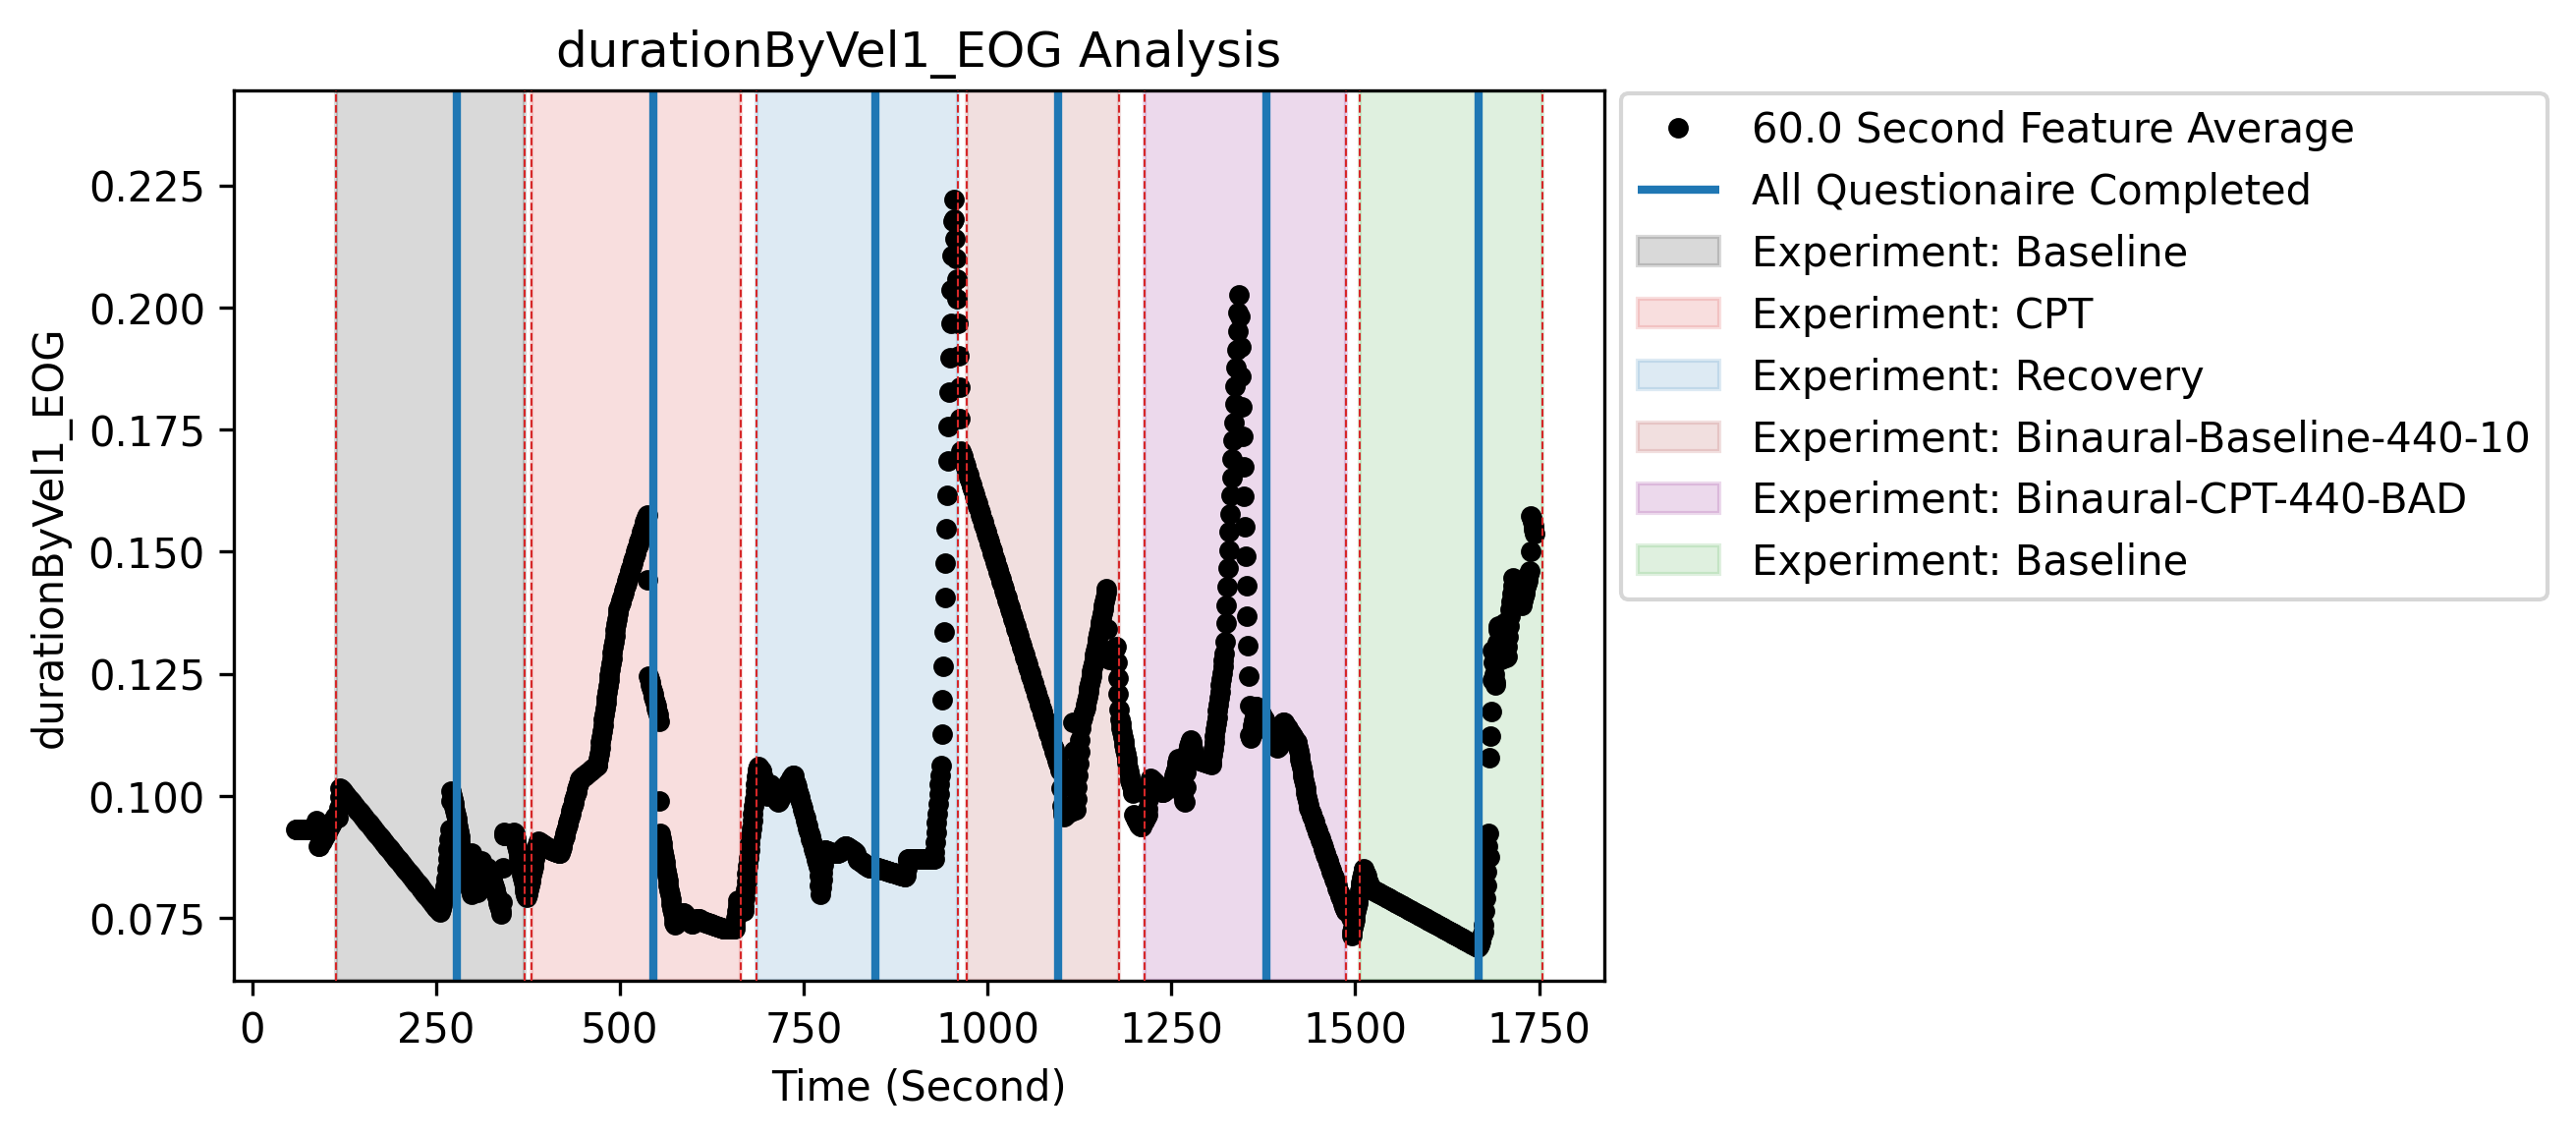 durationByVel1_EOG Analysis
durationByVel1_EOG
0.225
0.200
0.175
0.150
0.125
0.100
0.075
0
250
500
750
1000
1250
1500
1750
Time (Second)
60.0 Second Feature Average
All Questionaire Completed
Experiment: Baseline
Experiment: CPT
Experiment: Recovery
Experiment: Binaural-Baseline-440-10
Experiment: Binaural-CPT-440-BAD
Experiment: Baseline